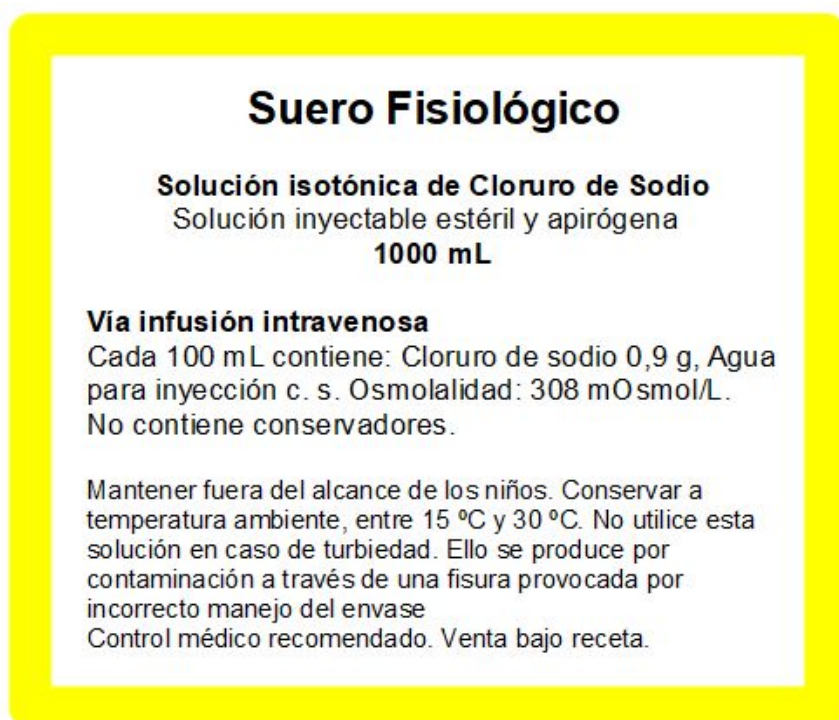 Suero Fisiológico
Solución isotónica de Cloruro de Sodio
Solución inyectable estéril y apirógena
1000 mL
Vía infusión intravenosa
Cada 100 mL contiene: Cloruro de sodio 0,9 g, Agua
para inyección c. s. Osmolalidad: 308 mOsmol/L.
No contiene conservadores.
Mantener fuera del alcance de los niños. Conservar a
temperatura ambiente, entre 15 ºC y 30 ºC. No utilice esta
solución en caso de turbiedad. Ello se produce por
contaminación a través de una fisura provocada por
incorrecto manejo del envase
Control médico recomendado. Venta bajo receta.